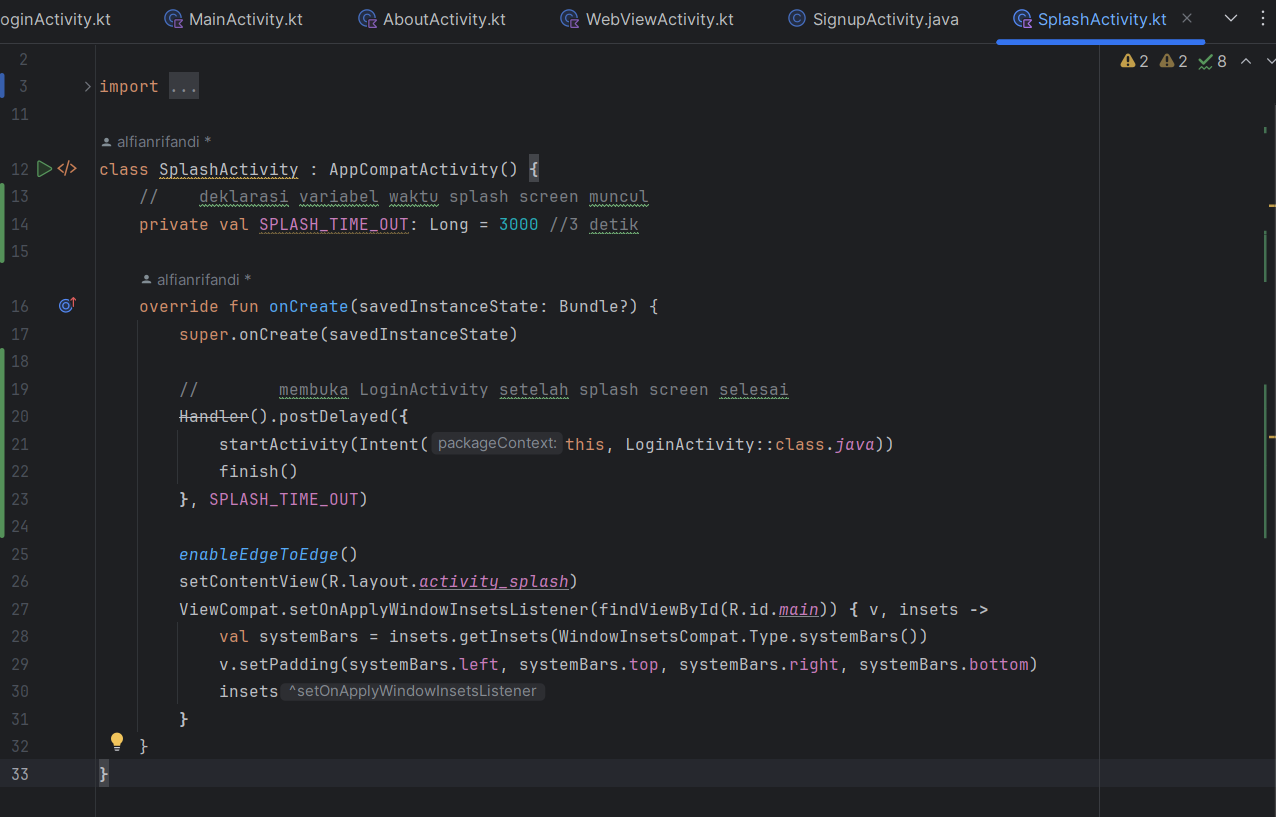 oginActivity.kt MainActivity.kt AboutActivity.kt WebViewActivity.kt SignupActivity.java SplashActivity.kt
2 2 8
2
3 import ...
11
alfianrifandi *
12 class SplashActivity : AppCompatActivity() {
13 //    deklarasi variabel waktu splash screen muncul
14 private val SPLASH_TIME_OUT: Long = 3000 //3 detik
15
alfianrifandi *
16 override fun onCreate(savedInstanceState: Bundle?) {
17 super.onCreate(savedInstanceState)
18
19 //        membuka LoginActivity setelah splash screen selesai
20 Handler().postDelayed({
21 startActivity(Intent( packageContext: this, LoginActivity::class.java))
22 finish()
23 }, SPLASH_TIME_OUT)
24
25 enableEdgeToEdge()
26 setContentView(R.layout.activity_splash)
27 ViewCompat.setOnApplyWindowInsetsListener(findViewById(R.id.main)) { v, insets ->
28 val systemBars = insets.getInsets(WindowInsetsCompat.Type.systemBars())
29 v.setPadding(systemBars.left, systemBars.top, systemBars.right, systemBars.bottom)
30 insets ^setOnApplyWindowInsetsListener
31 }
32 }
33 }